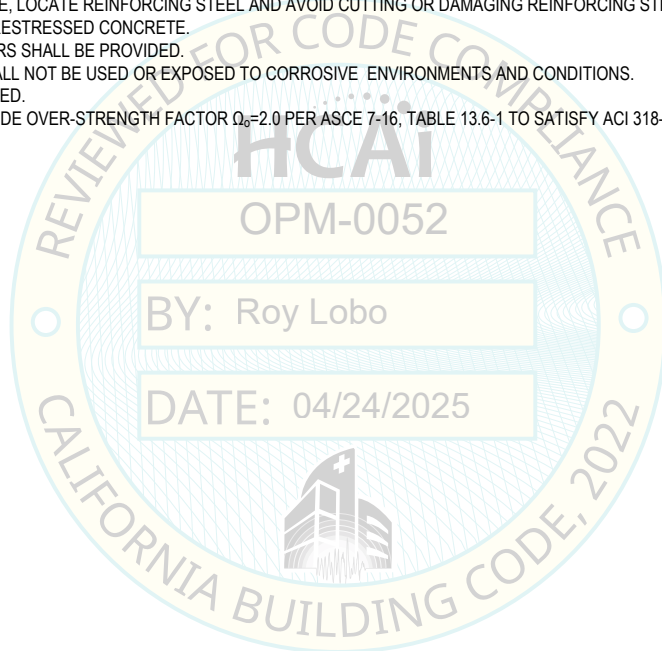 E, LOCATE REINFORCING STEEL AND AVOID CUTTING OR DAMAGING REINFORCING
RESTRESSED CONCRETE.
RS SHALL BE PROVIDED.
ALL NOT BE USED OR EXPOSED TO CORROSIVE ENVIRONMENTS AND CONDITIONS.
ED.
DE OVER-STRENGTH FACTOR Ωₒ=2.0 PER ASCE 7-16, TABLE 13.6-1 TO SATISFY ACI 318-
REVIEWED FOR CODE COMPLIANCE
HCAi
OPM-0052
BY: Roy Lobo
DATE: 04/24/2025
CALIFORNIA BUILDING CODE, 2022